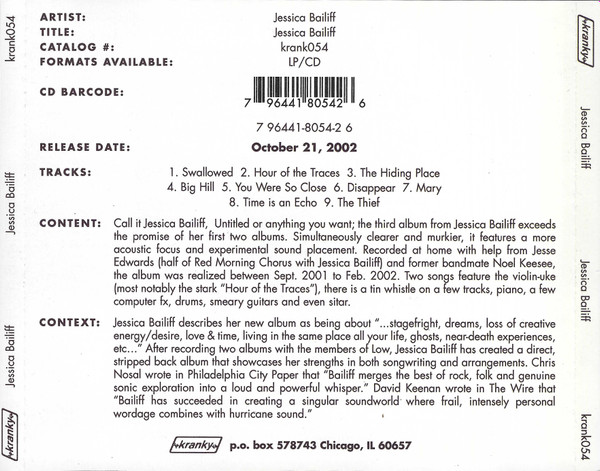 ARTIST: Jessica Bailiff
TITLE: Jessica Bailiff
CATALOG #: krank054
FORMATS AVAILABLE: LP/CD
CD BARCODE:
7 96441 80542 6
7 96441-8054-2 6
RELEASE DATE: October 21, 2002
TRACKS: 1. Swallowed 2. Hour of the Traces 3. The Hiding Place
4. Big Hill 5. You Were So Close 6. Disappear 7. Mary
8. Time is an Echo 9. The Thief
CONTENT: Call it Jessica Bailiff, Untitled or anything you want; the third album from Jessica Bailiff exceeds
the promise of her first two albums. Simultaneously clearer and murkier, it features a more
acoustic focus and experimental sound placement. Recorded at home with help from Jesse
Edwards (half of Red Morning Chorus with Jessica Bailiff) and former bandmate Noel Keesee,
the album was realized between Sept. 2001 to Feb. 2002. Two songs feature the violin-uke
(most notably the stark "Hour of the Traces"), there is a tin whistle on a few tracks, piano, a few
computer fx, drums, smeary guitars and even sitar.
CONTEXT: Jessica Bailiff describes her new album as being about "...stagefright, dreams, loss of creative
energy/desire, love & time, living in the same place all your life, ghosts, near-death experiences,
etc..." After recording two albums with the members of Low, Jessica Bailiff has created a direct,
stripped back album that showcases her strengths in both songwriting and arrangements. Chris
Nosal wrote in Philadelphia City Paper that "Bailiff merges the best of rock, folk and genuine
sonic exploration into a loud and powerful whisper." David Keenan wrote in The Wire that
"Bailiff has succeeded in creating a singular soundworld where frail, intensely personal
wordage combines with hurricane sound."
kranky p.o. box 578743 Chicago, IL 60657
kranky Jessica Bailiff Jessica Bailiff krank054
kranky Jessica Bailiff Jessica Bailiff krank054